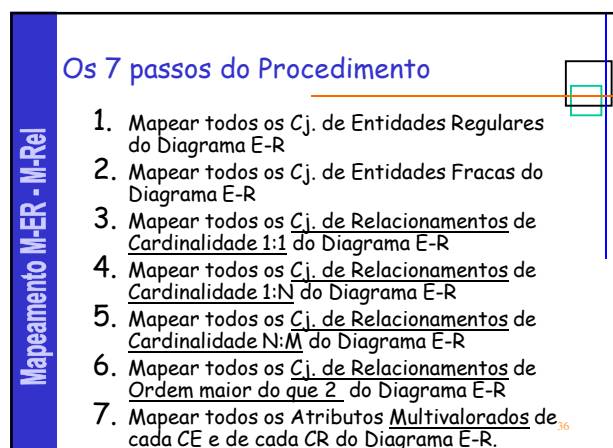 Mapeamento M-ER - M-Rel
Os 7 passos do Procedimento
1. Mapear todos os Cj. de Entidades Regulares
do Diagrama E-R
2. Mapear todos os Cj. de Entidades Fracas do
Diagrama E-R
3. Mapear todos os Cj. de Relacionamentos de
Cardinalidade 1:1 do Diagrama E-R
4. Mapear todos os Cj. de Relacionamentos de
Cardinalidade 1:N do Diagrama E-R
5. Mapear todos os Cj. de Relacionamentos de
Cardinalidade N:M do Diagrama E-R
6. Mapear todos os Cj. de Relacionamentos de
Ordem maior do que 2 do Diagrama E-R
7. Mapear todos os Atributos Multivalorados de
cada CE e de cada CR do Diagrama E-R.
36